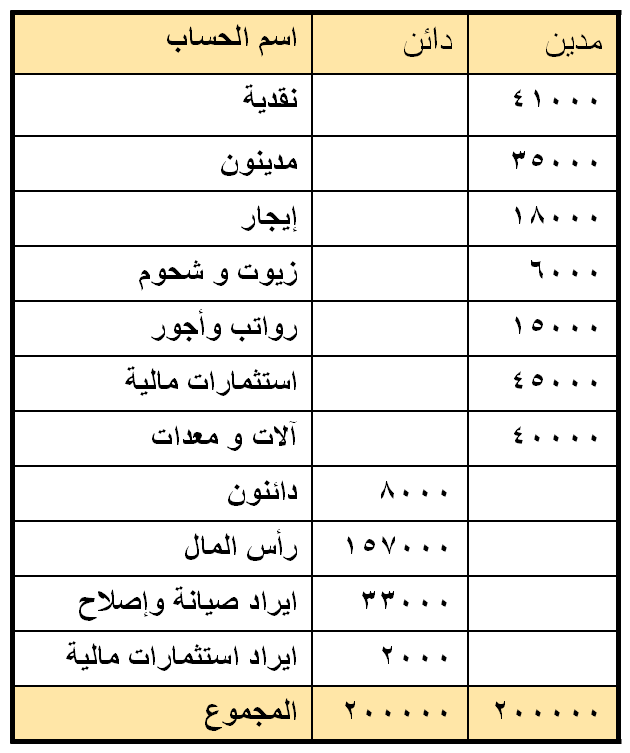 مدين دائن اسم الحساب
٤١٠٠٠ نقدية
٣٥٠٠٠ مدينون
١٨٠٠٠ إيجار
٦٠٠٠ زيوت و شحوم
١٥٠٠٠ رواتب وأجور
٤٥٠٠٠ استثمارات مالية
٤٠٠٠٠ آلات و معدات
٨٠٠٠ دائنون
١٥٧٠٠٠ رأس المال
٣٣٠٠٠ ايراد صيانة وإصلاح
٢٠٠٠ ايراد استثمارات مالية
٢٠٠٠٠٠ ٢٠٠٠٠٠ المجموع